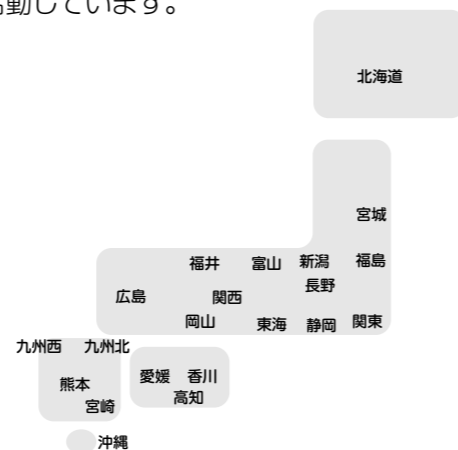 動しています。
北海道
宮城
福井 富山 新潟 福島
長野
広島 関西
岡山 東海 静岡 関東
九州西 九州北
愛媛 香川
熊本 高知
宮崎
沖縄